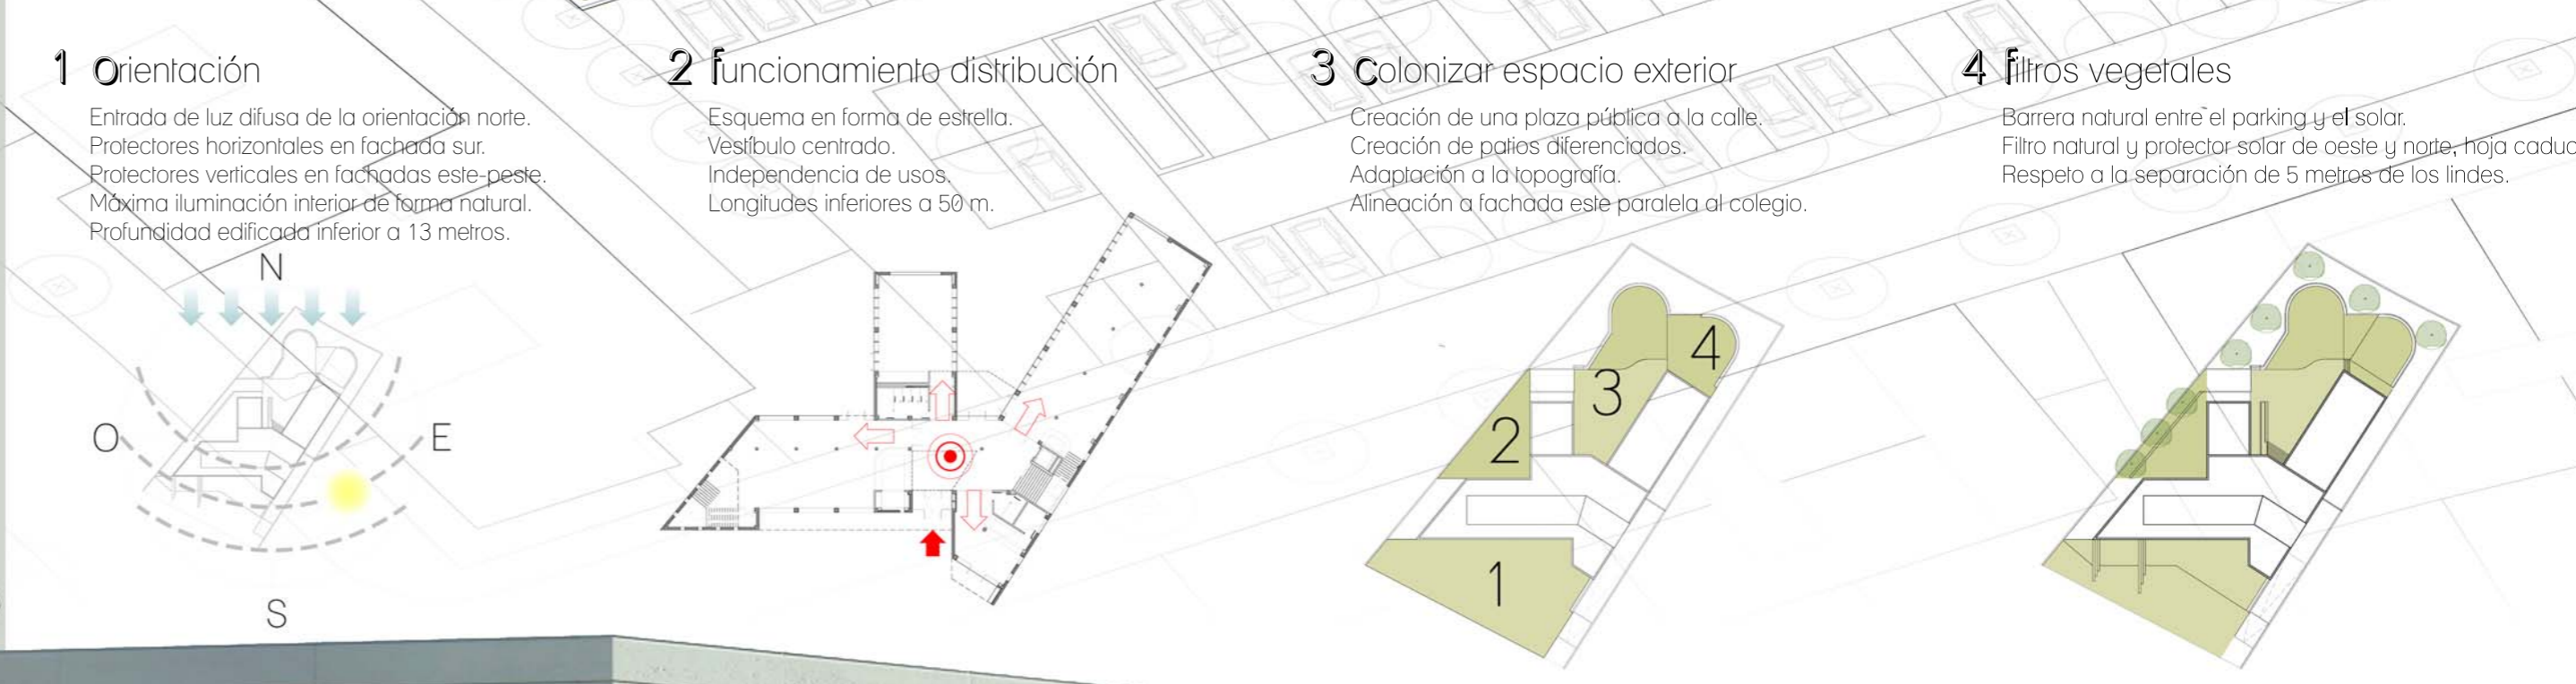 1 Orientación
Entrada de luz difusa de la orientación norte.
Protectores horizontales en fachada sur.
Protectores verticales en fachadas este-peste.
Máxima iluminación interior de forma natural.
Profundidad edificada inferior a 13 metros.
N
O
E
S
2 funcionamiento distribución
Esquema en forma de estrella.
Vestíbulo centrado.
Independencia de usos.
Longitudes inferiores a 50 m.
3 Colonizar espacio exterior
Creación de una plaza pública a la calle.
Creación de patios diferenciados.
Adaptación a la topografía.
Alineación a fachada este paralela al colegio.
4
3
2
1
4 filtros vegetales
Barrera natural entre el parking y el solar.
Filtro natural y protector solar de oeste y norte, hoja caduc
Respeto a la separación de 5 metros de los lindes.